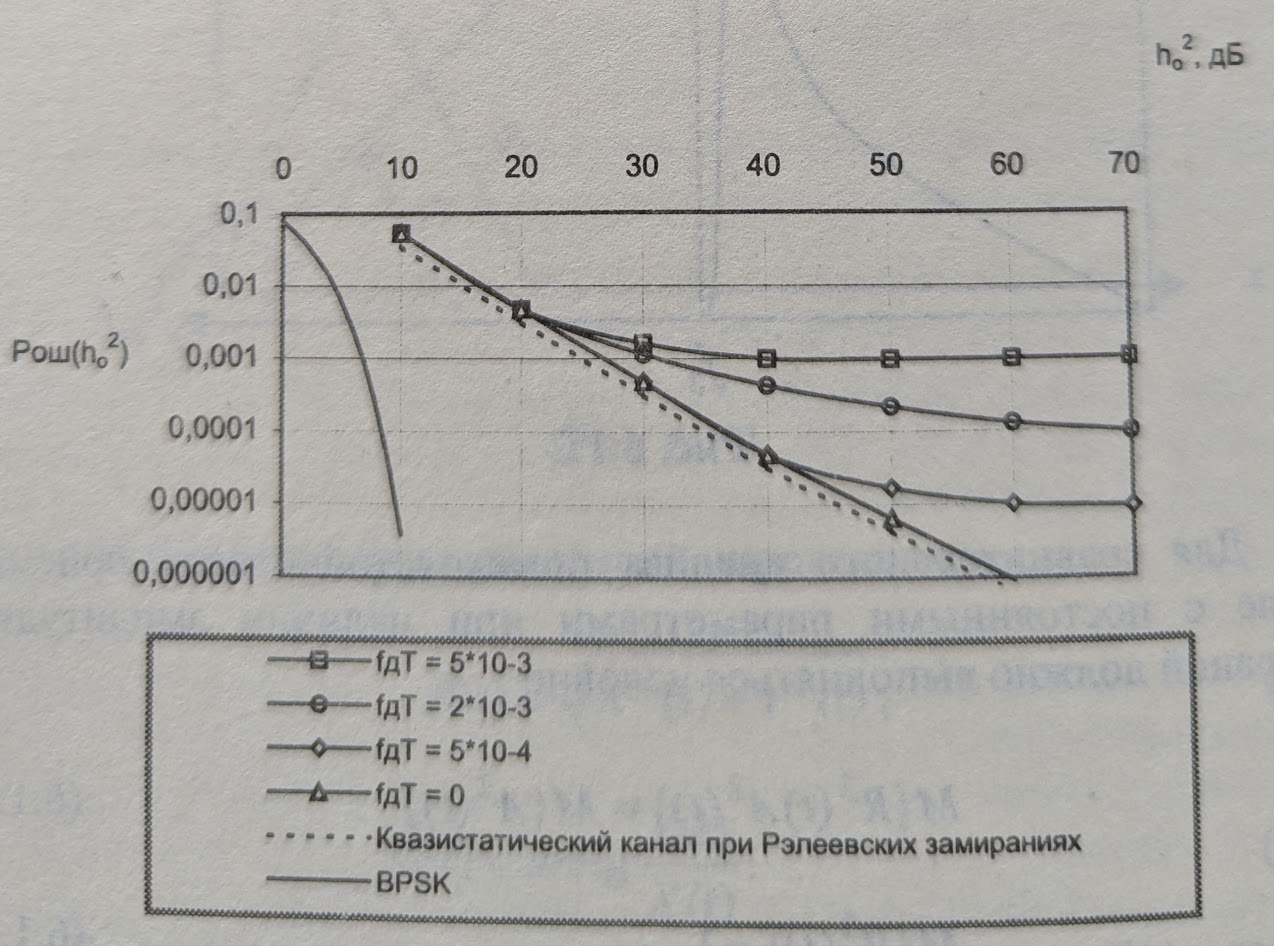 h₀², дБ
0 10 20 30 40 50 60 70
0,1
0,01
Рош(h₀²) 0,001
0,0001
0,00001
0,000001
fдT = 5*10-3
fдT = 2*10-3
fдT = 5*10-4
fдT = 0
Квазистатический канал при Рэлеевских замираниях
BPSK